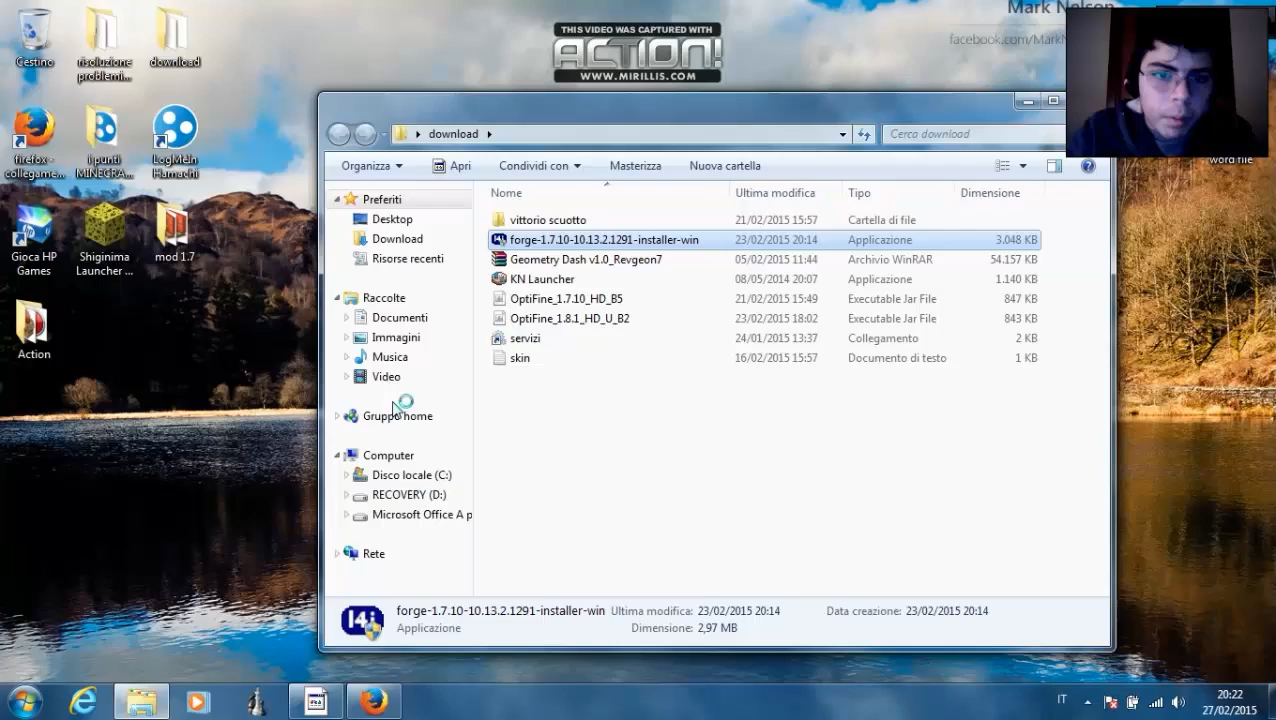 Mark Nelson
facebook.com/Mark
THIS VIDEO WAS CAPTURED WITH
ACTION!
WWW.MIRILLIS.COM
Cestino
risoluzione problemi...
download
firefox - collegame...
i punti MINECRA...
LogMeIn Hamachi
Gioca HP Games
Shiginima Launcher ...
mod 1.7
Action
word file
download
Cerca download
Organizza
Apri
Condividi con
Masterizza
Nuova cartella
Nome Ultima modifica Tipo Dimensione
Preferiti
Desktop
Download
Risorse recenti
Raccolte
Documenti
Immagini
Musica
Video
Gruppo home
Computer
Disco locale (C:)
RECOVERY (D:)
Microsoft Office A p
Rete
vittorio scuotto 21/02/2015 15:57 Cartella di file
forge-1.7.10-10.13.2.1291-installer-win 23/02/2015 20:14 Applicazione 3.048 KB
Geometry Dash v1.0_Revgeon7 05/02/2015 11:44 Archivio WinRAR 54.157 KB
KN Launcher 08/05/2014 20:07 Applicazione 1.140 KB
OptiFine_1.7.10_HD_B5 21/02/2015 15:49 Executable Jar File 847 KB
OptiFine_1.8.1_HD_U_B2 23/02/2015 18:02 Executable Jar File 843 KB
servizi 24/01/2015 13:37 Collegamento 2 KB
skin 16/02/2015 15:57 Documento di testo 1 KB
forge-1.7.10-10.13.2.1291-installer-win Ultima modifica: 23/02/2015 20:14 Data creazione: 23/02/2015 20:14
Applicazione Dimensione: 2,97 MB
IT
20:22
27/02/2015